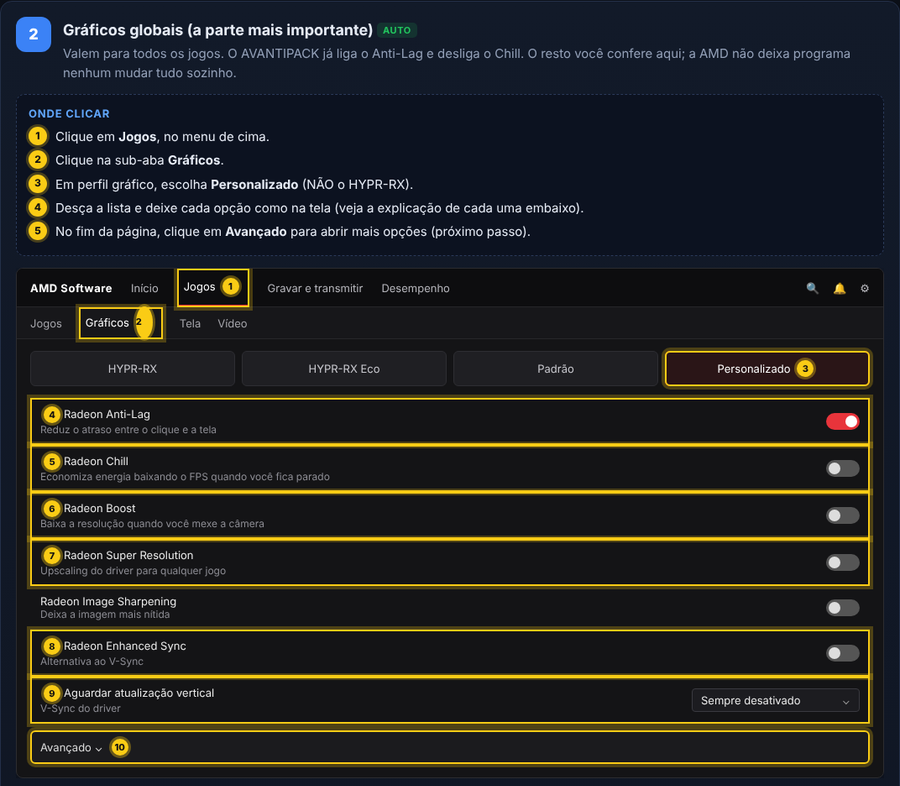 2
Gráficos globais (a parte mais importante) AUTO
Valem para todos os jogos. O AVANTIPACK já liga o Anti-Lag e desliga o Chill. O resto você confere aqui; a AMD não deixa programa
nenhum mudar tudo sozinho.
ONDE CLICAR
1 Clique em Jogos, no menu de cima.
2 Clique na sub-aba Gráficos.
3 Em perfil gráfico, escolha Personalizado (NÃO o HYPR-RX).
4 Desça a lista e deixe cada opção como na tela (veja a explicação de cada uma embaixo).
5 No fim da página, clique em Avançado para abrir mais opções (próximo passo).
AMD Software Início Jogos 1 Gravar e transmitir Desempenho
Jogos Gráficos 2 Tela Vídeo
HYPR-RX HYPR-RX Eco Padrão Personalizado 3
4 Radeon Anti-Lag
Reduz o atraso entre o clique e a tela
5 Radeon Chill
Economiza energia baixando o FPS quando você fica parado
6 Radeon Boost
Baixa a resolução quando você mexe a câmera
7 Radeon Super Resolution
Upscaling do driver para qualquer jogo
Radeon Image Sharpening
Deixa a imagem mais nítida
8 Radeon Enhanced Sync
Alternativa ao V-Sync
9 Aguardar atualização vertical
V-Sync do driver
Sempre desativado
Avançado 10